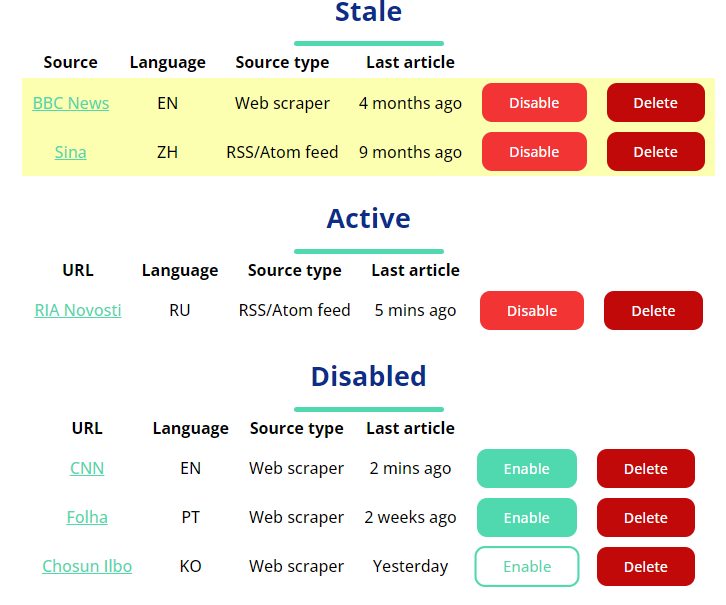 Stale
Source Language Source type Last article
BBC News EN Web scraper 4 months ago Disable Delete
Sina ZH RSS/Atom feed 9 months ago Disable Delete
Active
URL Language Source type Last article
RIA Novosti RU RSS/Atom feed 5 mins ago Disable Delete
Disabled
URL Language Source type Last article
CNN EN Web scraper 2 mins ago Enable Delete
Folha PT Web scraper 2 weeks ago Enable Delete
Chosun Ilbo KO Web scraper Yesterday Enable Delete